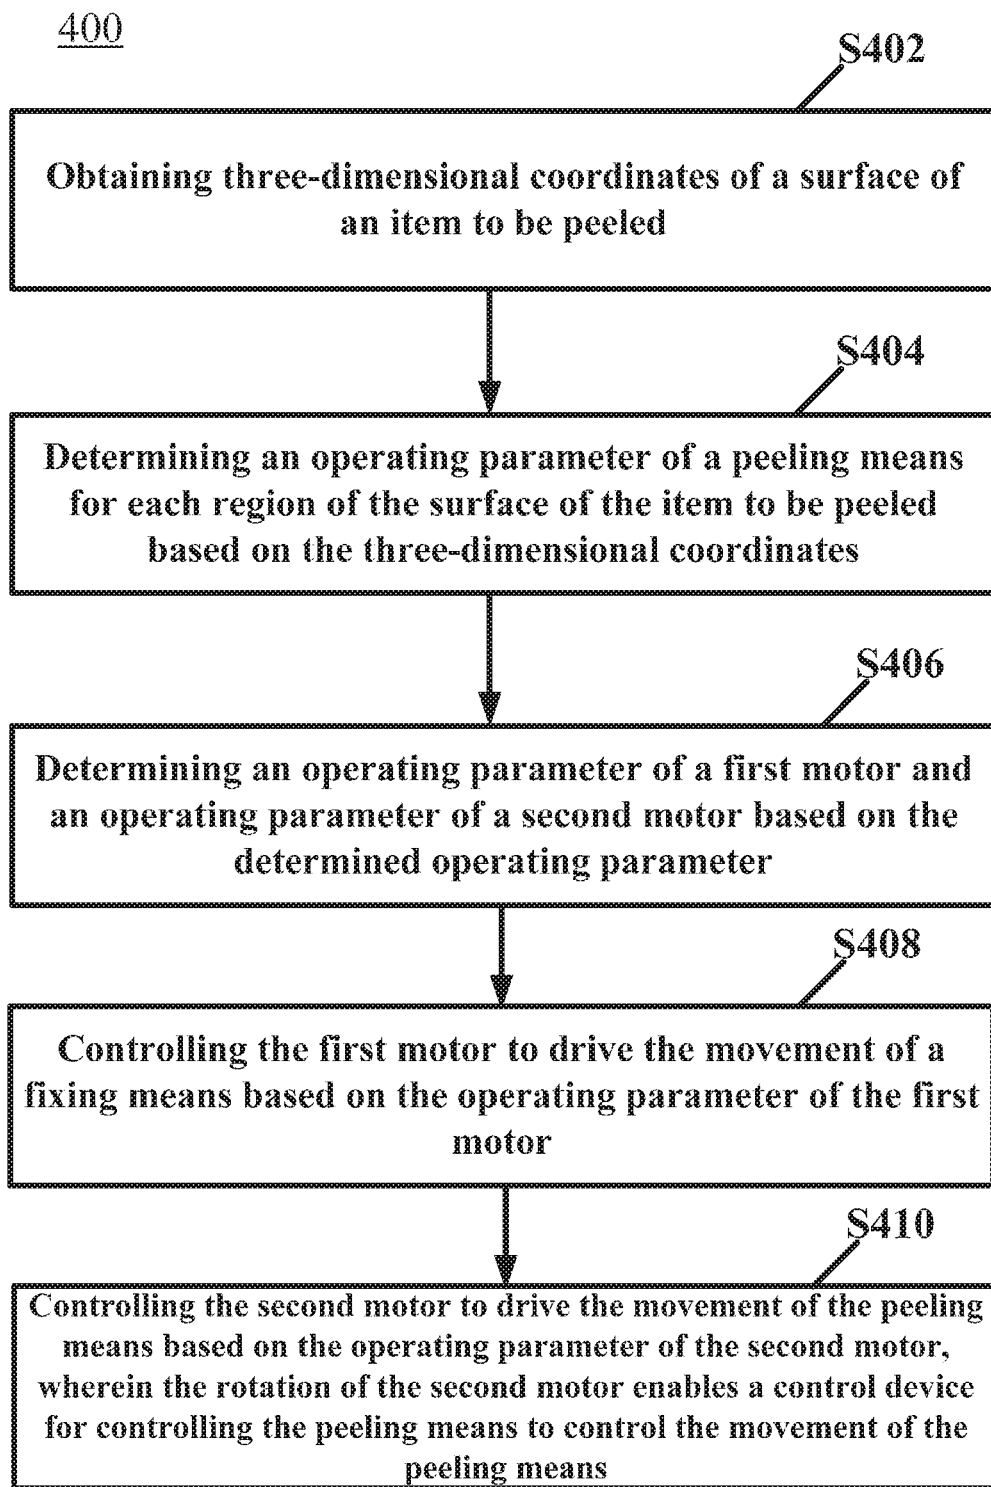 400
S402
Obtaining three-dimensional coordinates of a surface of
an item to be peeled
S404
Determining an operating parameter of a peeling means
for each region of the surface of the item to be peeled
based on the three-dimensional coordinates
S406
Determining an operating parameter of a first motor and
an operating parameter of a second motor based on the
determined operating parameter
S408
Controlling the first motor to drive the movement of a
fixing means based on the operating parameter of the first
motor
S410
Controlling the second motor to drive the movement of the peeling
means based on the operating parameter of the second motor,
wherein the rotation of the second motor enables a control device
for controlling the peeling means to control the movement of the
peeling means